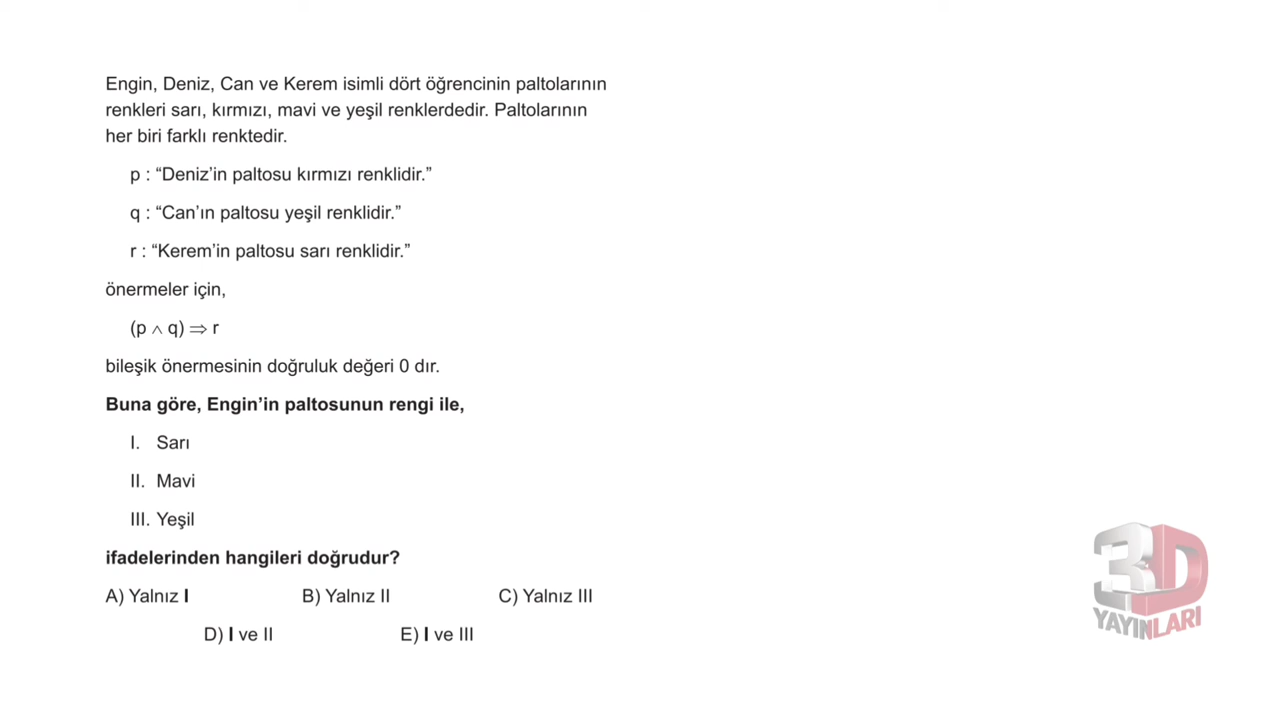 Engin, Deniz, Can ve Kerem isimli dört öğrencinin paltolarının
renkleri sarı, kırmızı, mavi ve yeşil renklerdedir. Paltolarının
her biri farklı renktedir.
p : “Deniz’in paltosu kırmızı renklidir.”
q : “Can’ın paltosu yeşil renklidir.”
r : “Kerem’in paltosu sarı renklidir.”
önermeler için,
(p ∧ q) ⇒ r
bileşik önermesinin doğruluk değeri 0 dır.
Buna göre, Engin’in paltosunun rengi ile,
I. Sarı
II. Mavi
III. Yeşil
ifadelerinden hangileri doğrudur?
A) Yalnız I B) Yalnız II C) Yalnız III
D) I ve II E) I ve III
3D
YAYINLARI